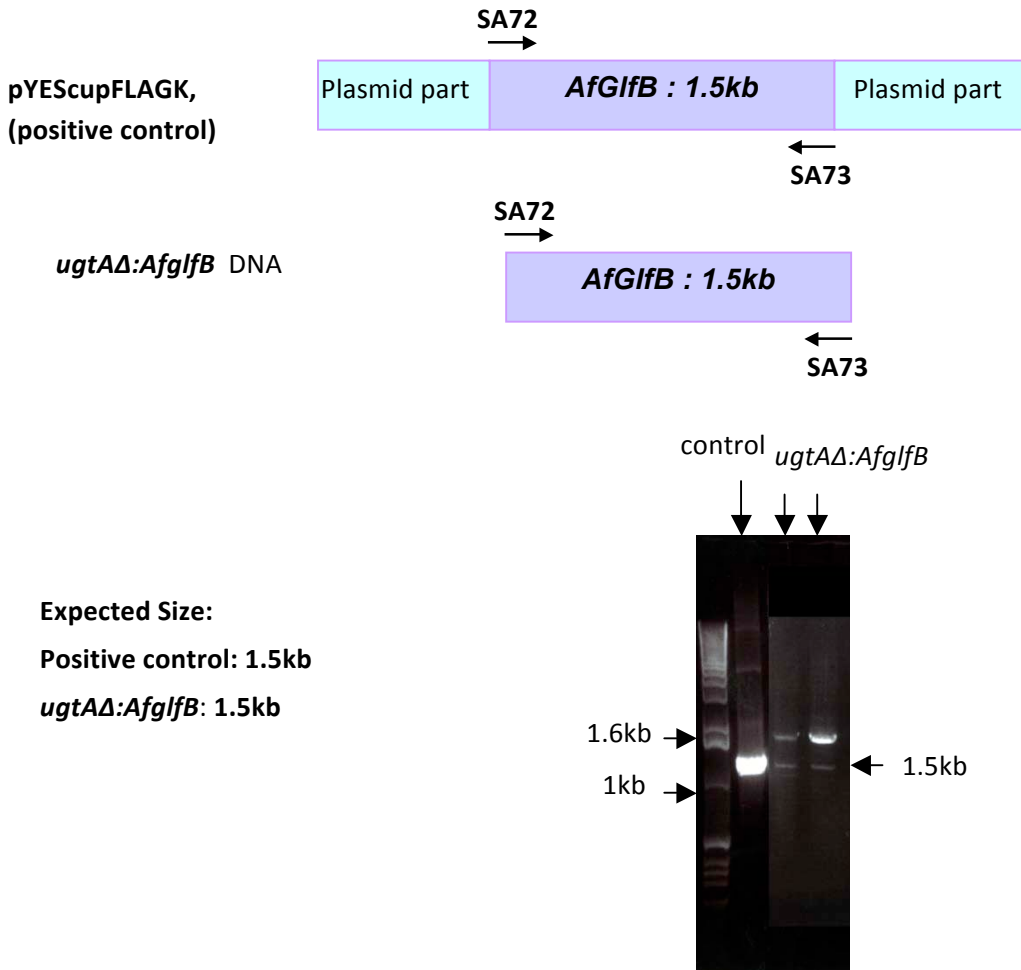 SA72
pYEScupFLAGK,
(positive control)
Plasmid part
AfGlfB : 1.5kb
Plasmid part
SA73
SA72
ugtAΔ:AfglfB DNA
AfGlfB : 1.5kb
SA73
control
ugtAΔ:AfglfB
Expected Size:
Positive control: 1.5kb
ugtAΔ:AfglfB: 1.5kb
1.6kb
1.5kb
1kb